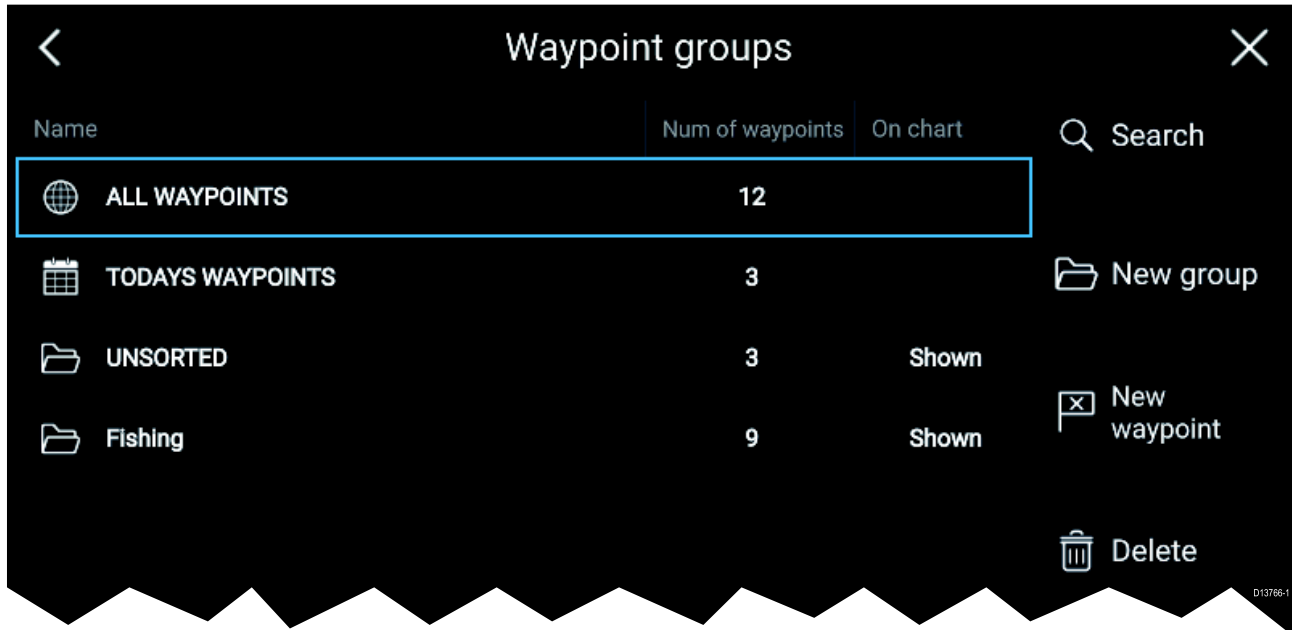 Waypoint groups
Name Num of waypoints On chart
ALL WAYPOINTS 12
TODAYS WAYPOINTS 3
UNSORTED 3 Shown
Fishing 9 Shown
Search
New group
New
waypoint
Delete
D13766-1